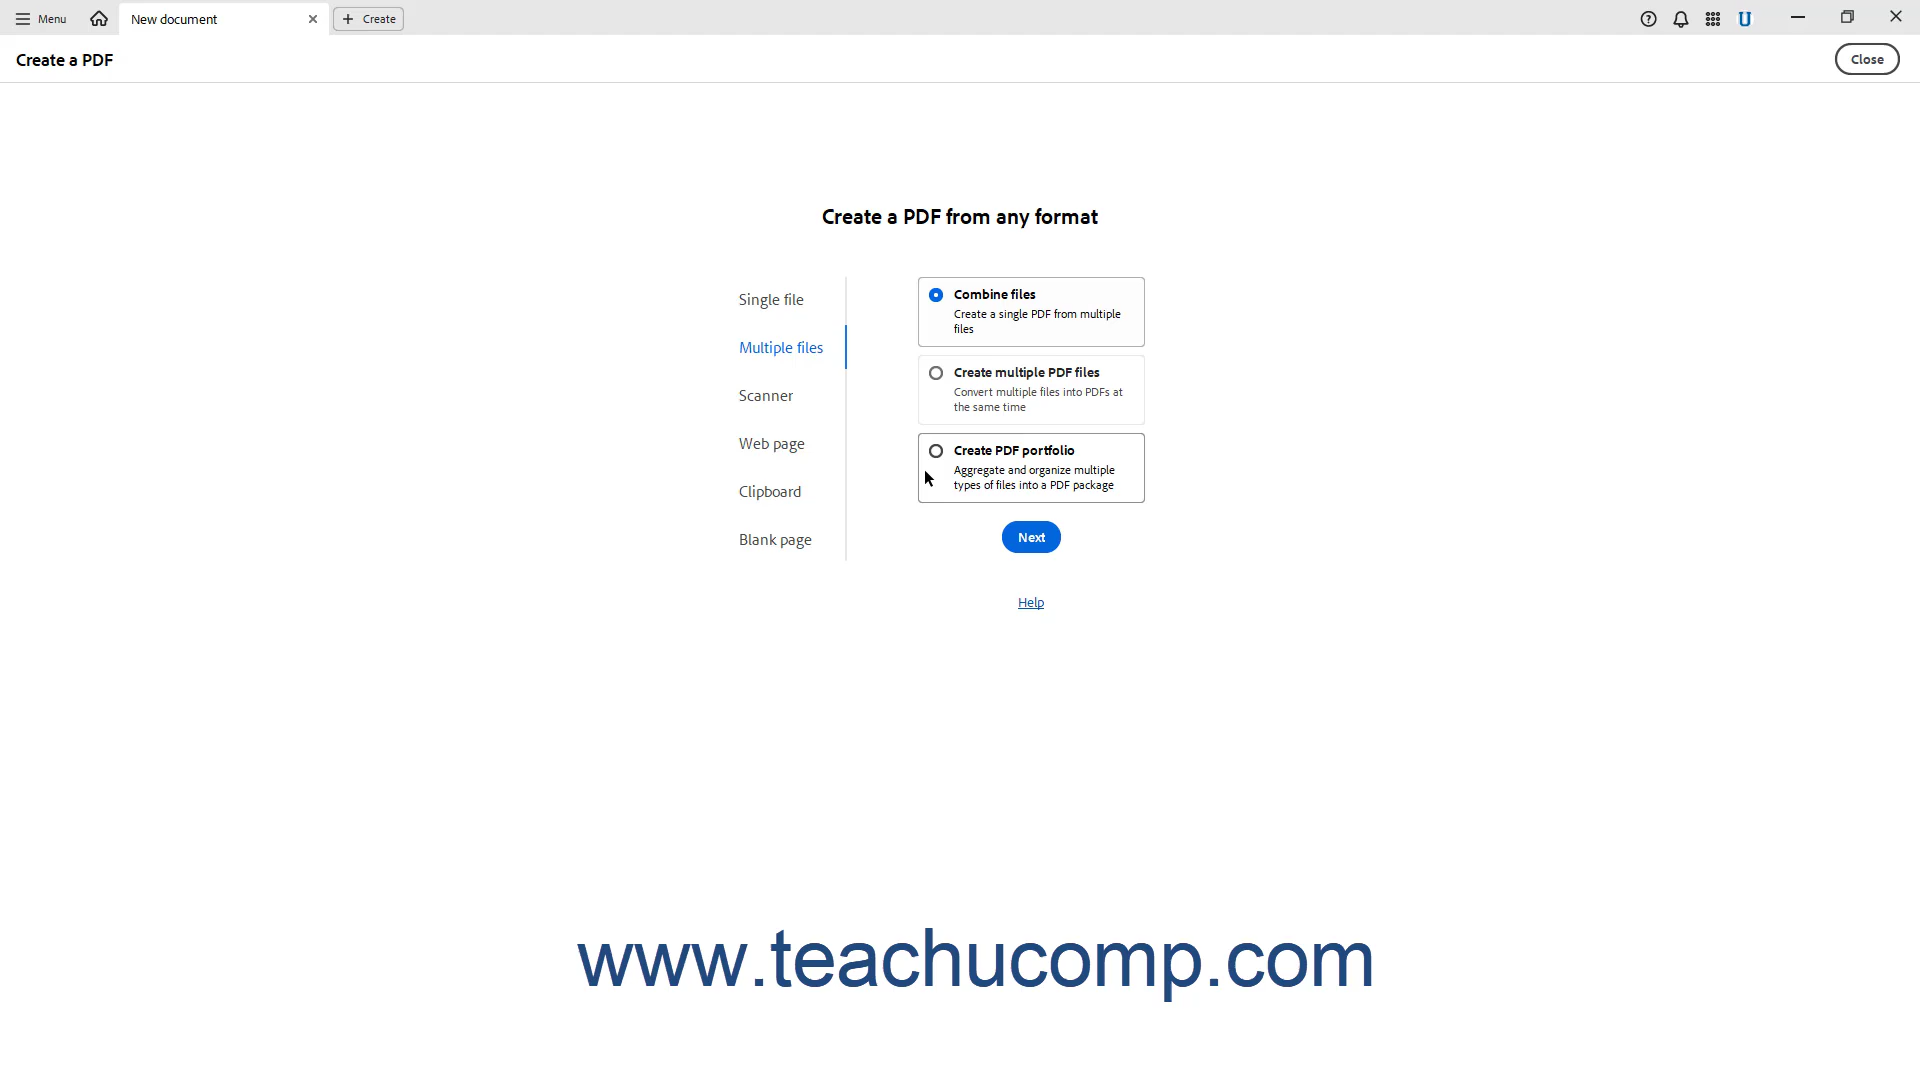 Menu
New document
Create
Create a PDF
Close
Create a PDF from any format
Single file
Multiple files
Scanner
Web page
Clipboard
Blank page
Combine files
Create a single PDF from multiple
files
Create multiple PDF files
Convert multiple files into PDFs at
the same time
Create PDF portfolio
Aggregate and organize multiple
types of files into a PDF package
Next
Help
www.teachucomp.com